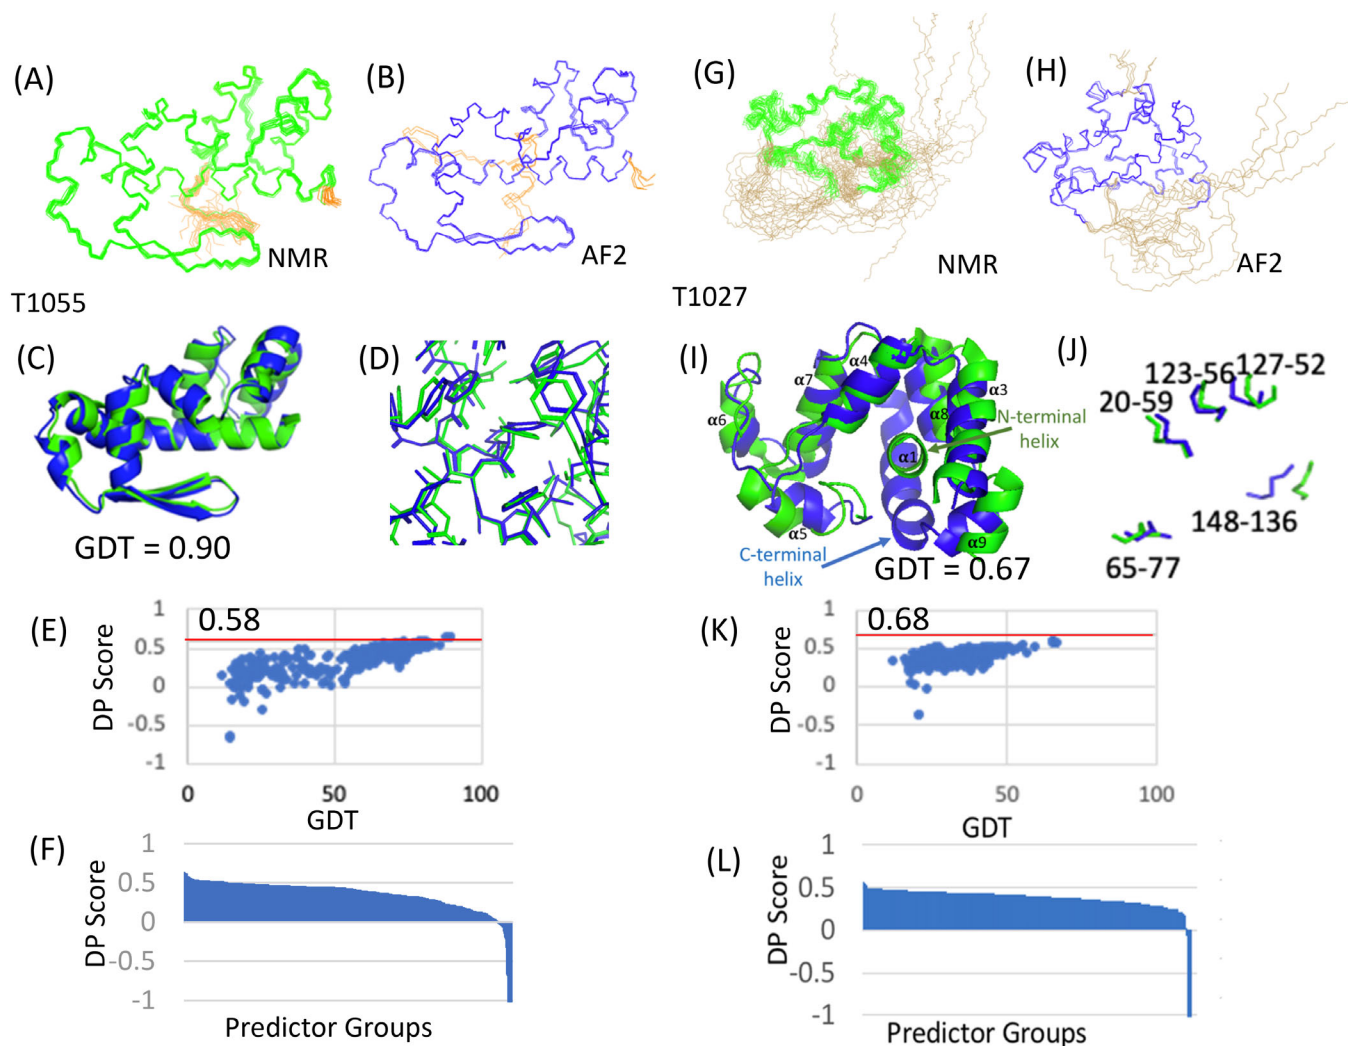 (A)
(B)
NMR
AF2
(G)
(H)
NMR
AF2
T1055
(C)
(D)
GDT = 0.90
T1027
(I)
α4
α7
α3
α6
α8
N-terminal
helix
α1
α5
α9
C-terminal
helix
GDT = 0.67
(J)
127-52
123-56
20-59
148-136
65-77
(E)
DP Score
1
0.5
0
-0.5
-1
0.58
0
50
100
GDT
(K)
DP Score
1
0.5
0
-0.5
-1
0.68
0
50
100
GDT
(F)
DP Score
1
0.5
0
-0.5
-1
Predictor Groups
(L)
DP Score
1
0.5
0
-0.5
-1
Predictor Groups